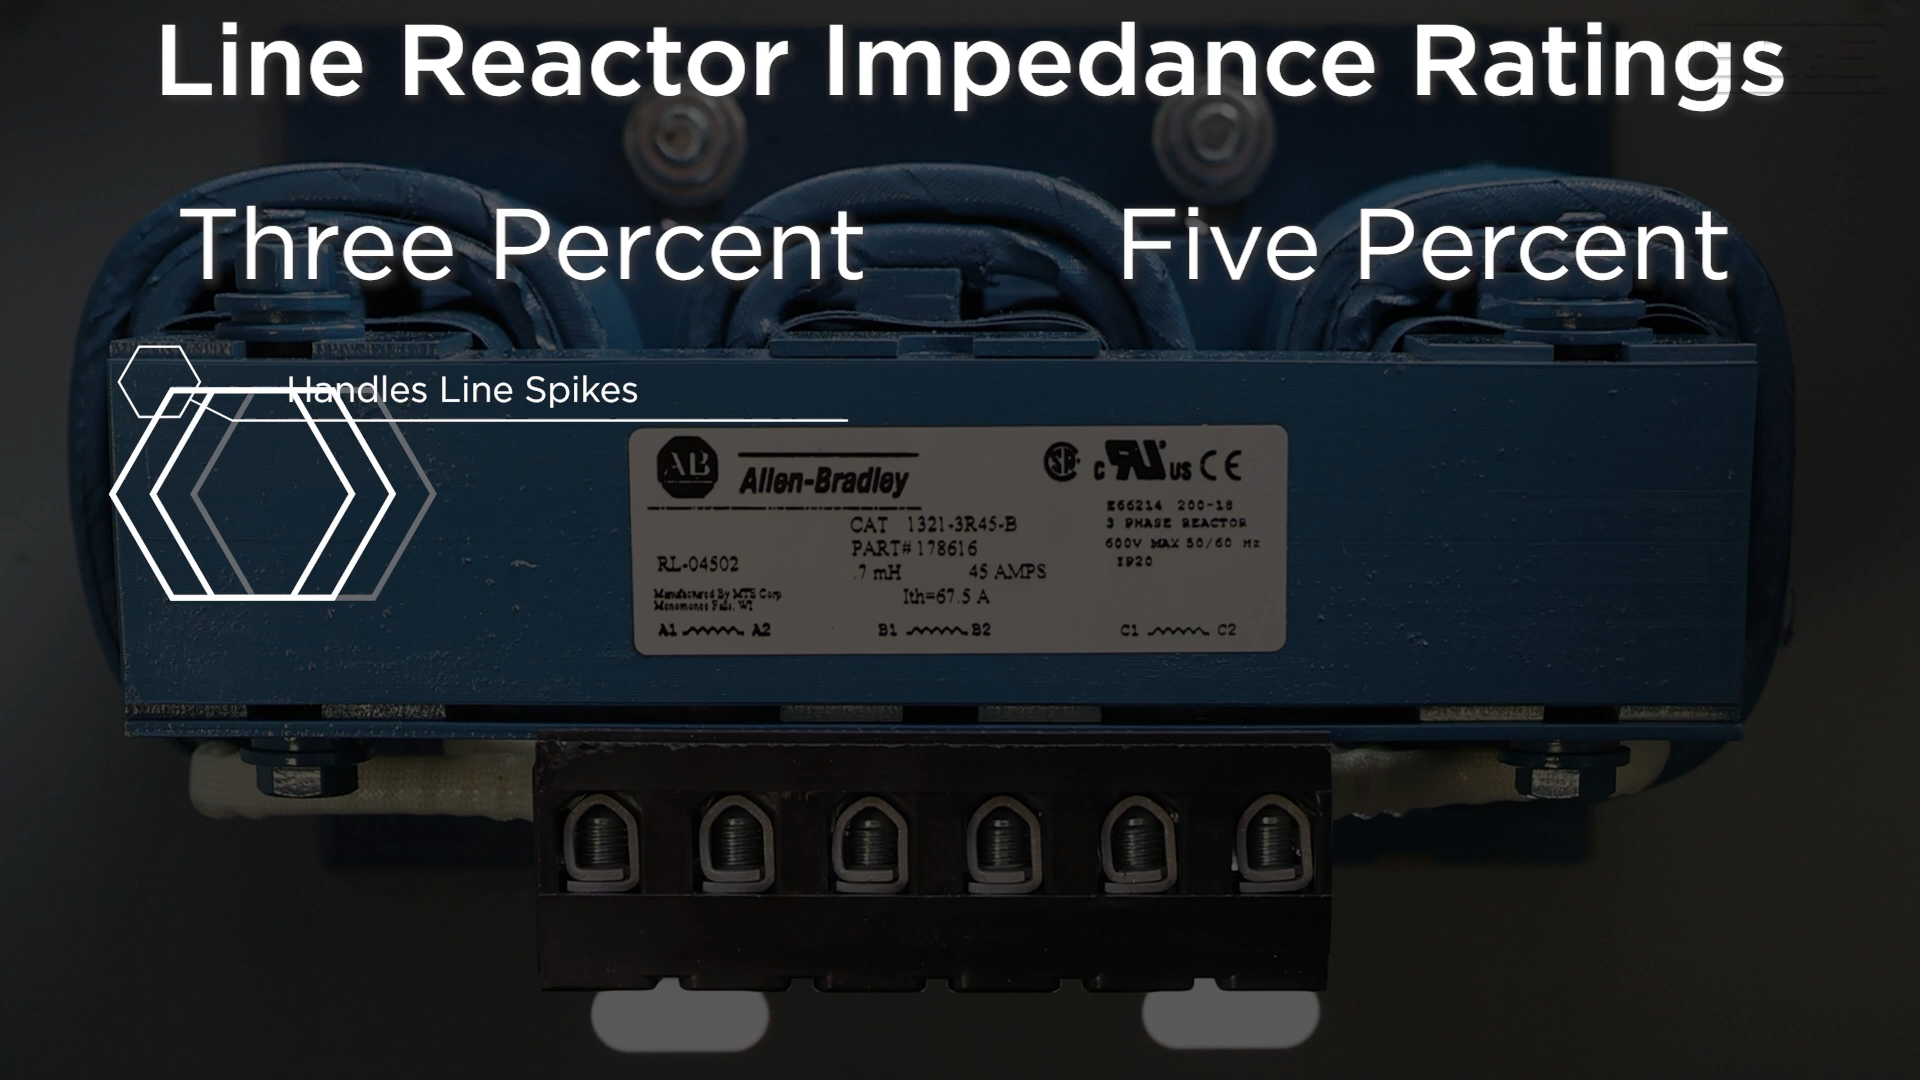 Line Reactor Impedance Ratings
Three Percent
Five Percent
Handles Line Spikes
AB
Allen-Bradley
SA
c RU US CE
E66214 200-18
3 PHASE REACTOR
600V MAX 50/60 Hz
CAT 1321-3R45-B
PART# 178616
RL-04502
.7 mH 45 AMPS
Manufactured By MTE Corp
Menomonee Falls, WI
Ith=67.5 A
A1 A2
B1 B2
C1 C2